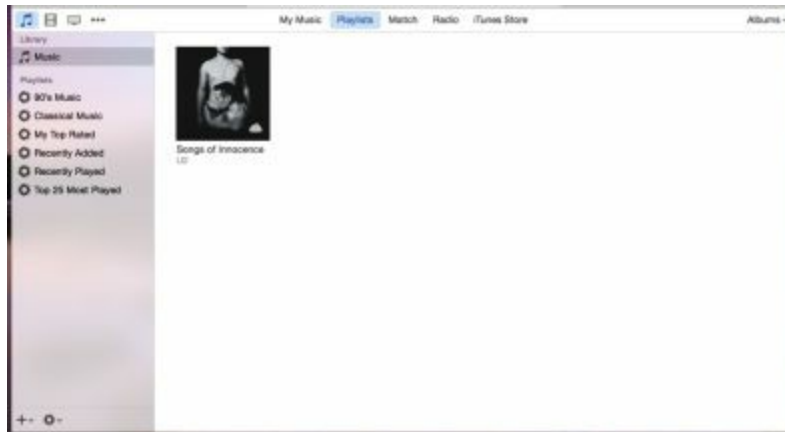 My Music Playlists Match Radio iTunes Store Albums
Library
Music
Playlists
90's Music
Classical Music
My Top Rated
Recently Added
Recently Played
Top 25 Most Played
Songs of Innocence
U2